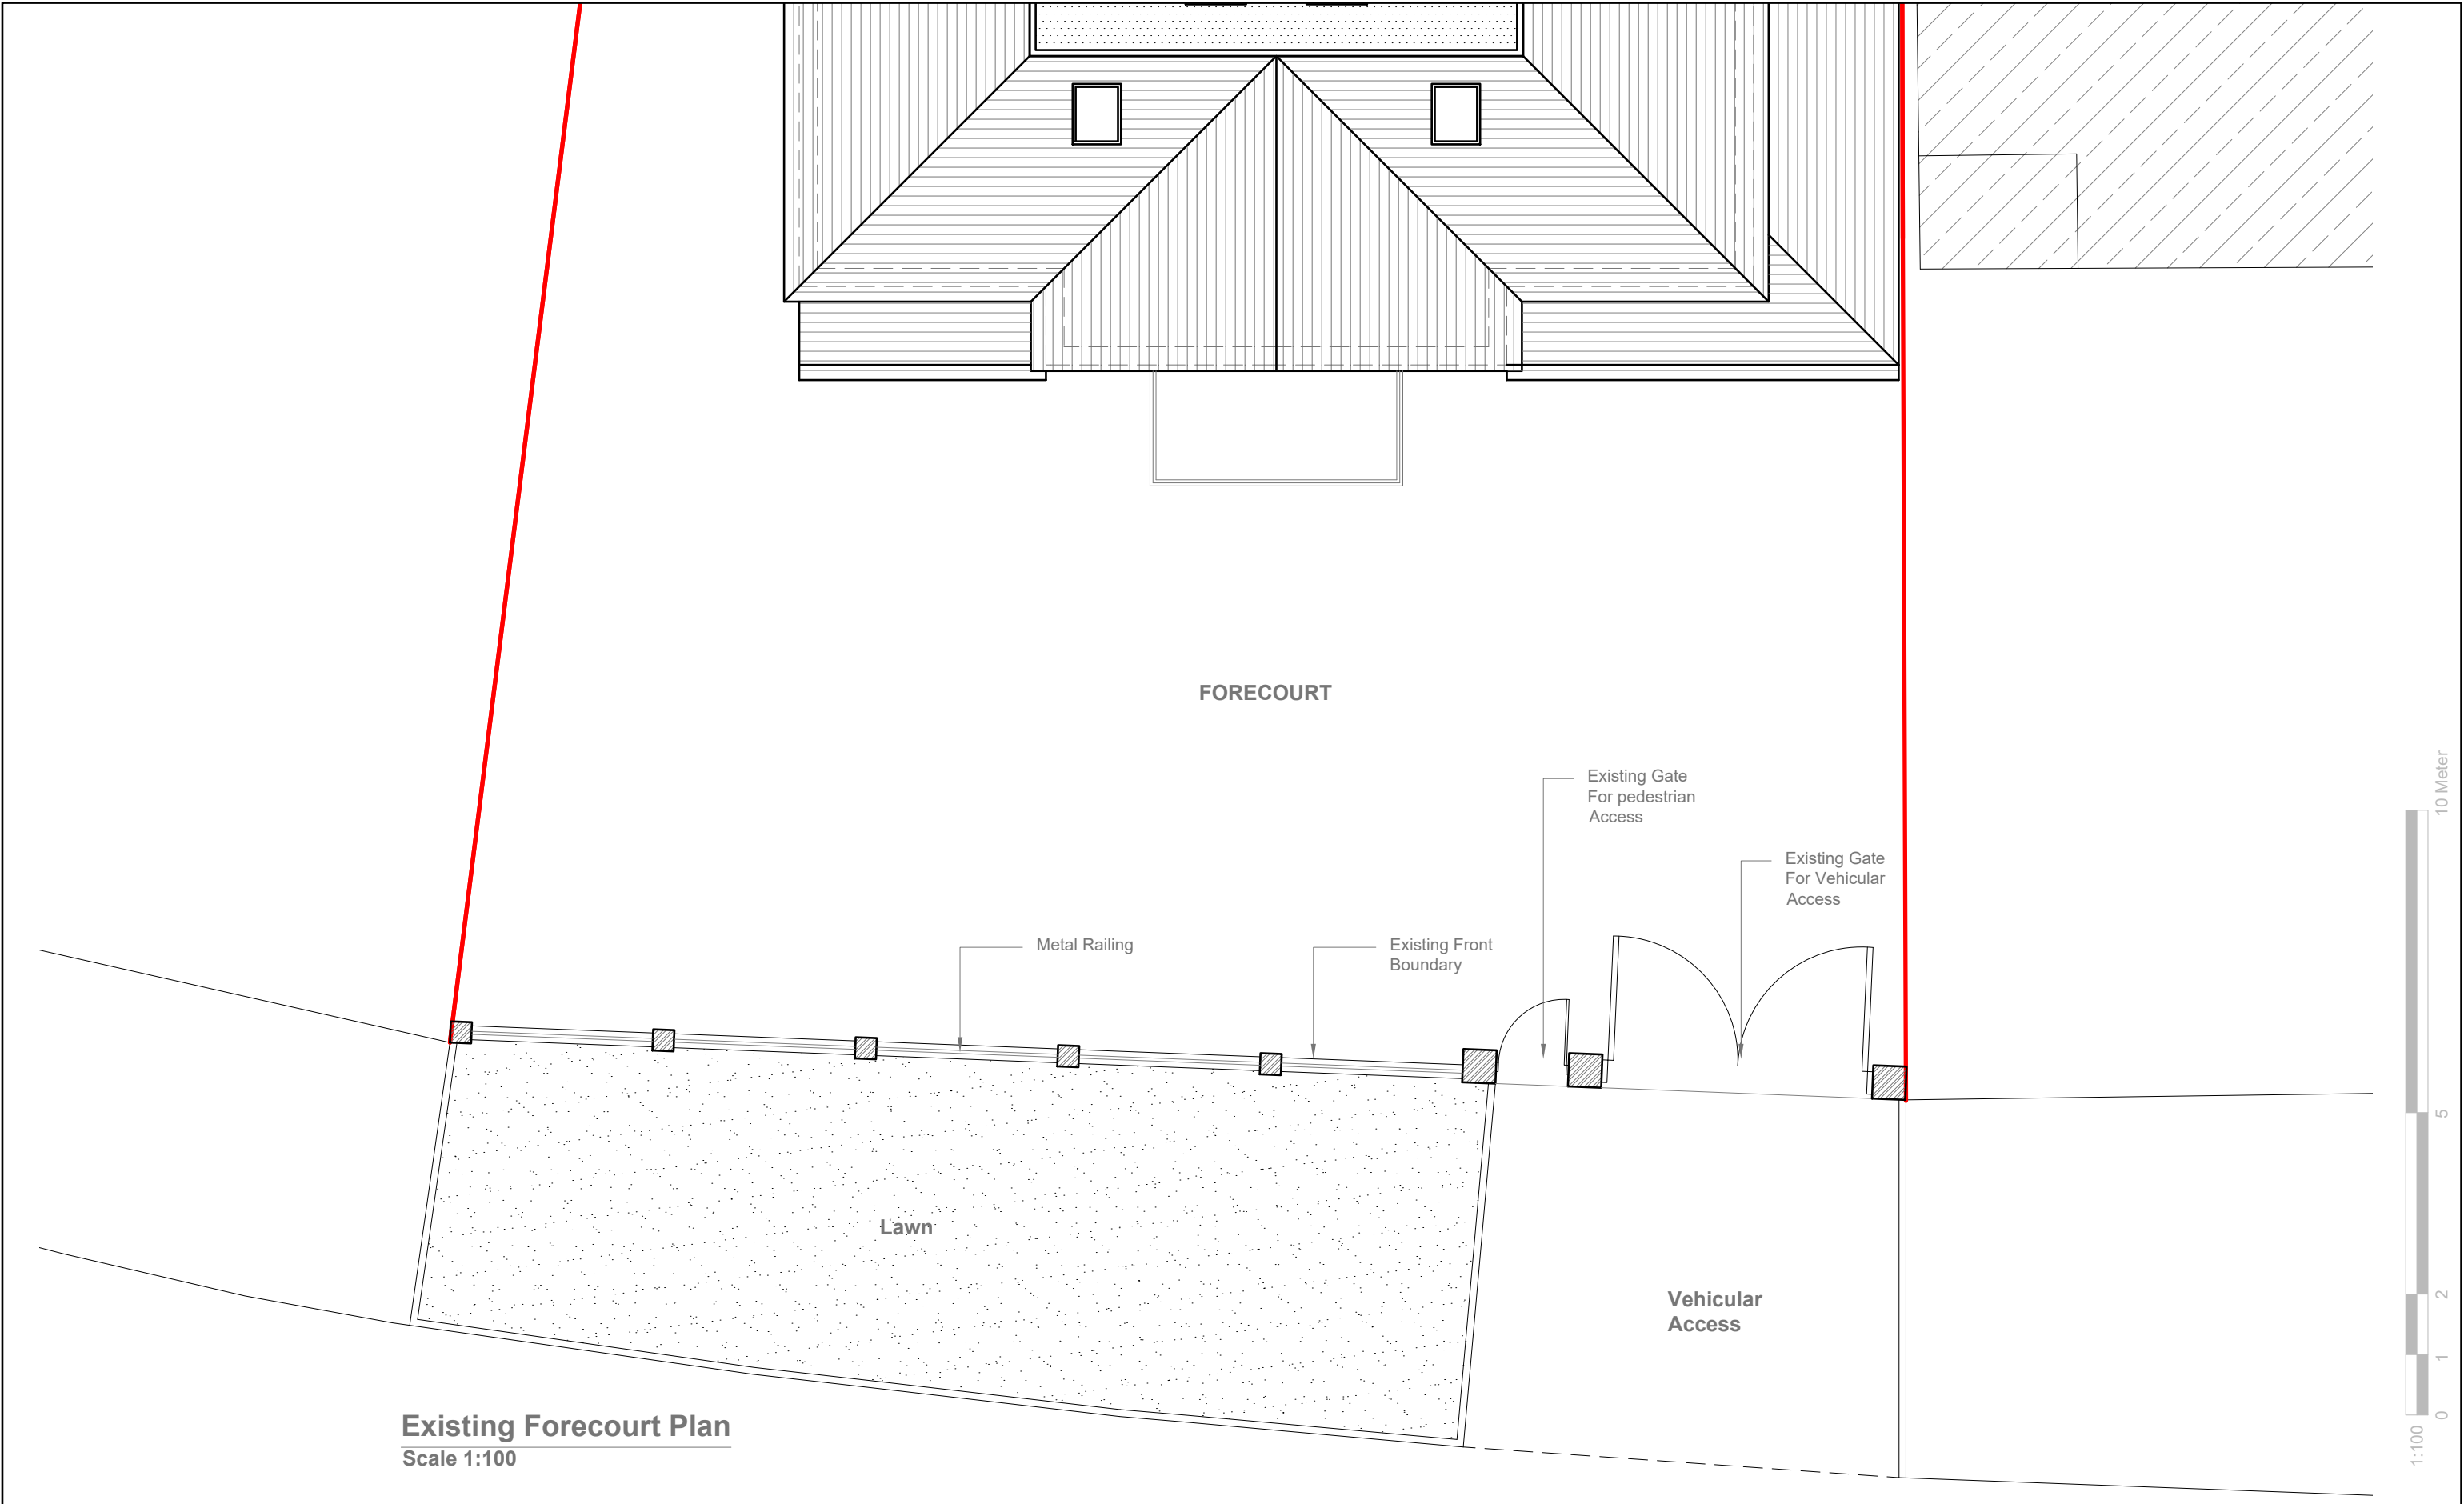 FORECOURT
Existing Gate
For pedestrian
Access
Existing Gate
For Vehicular
Access
Metal Railing
Existing Front
Boundary
Lawn
Vehicular
Access
Existing Forecourt Plan
Scale 1:100
10 Meter
5
2
1
0
1:100